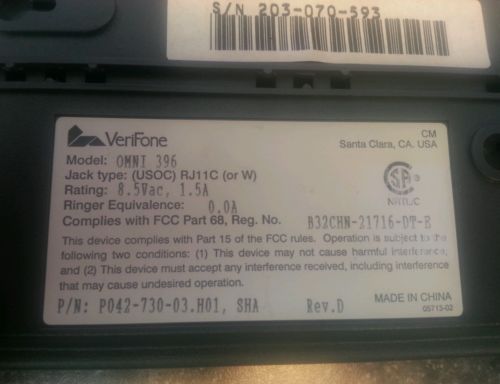 S/N 203-070-593
VeriFone
CM
Santa Clara, CA. USA
Model: OMNI 396
Jack type: (USOC) RJ11C (or W)
Rating: 8.5Vac, 1.5A
Ringer Equivalence: 0.0A
SA
NRTL/C
Complies with FCC Part 68, Reg. No. B32CHN-21716-DT-E
This device complies with Part 15 of the FCC rules. Operation is subject to the
following two conditions: (1) This device may not cause harmful interference,
and (2) This device must accept any interference received, including interference
that may cause undesired operation.
P/N: P042-730-03.H01, SHA Rev.D
MADE IN CHINA
05713-02